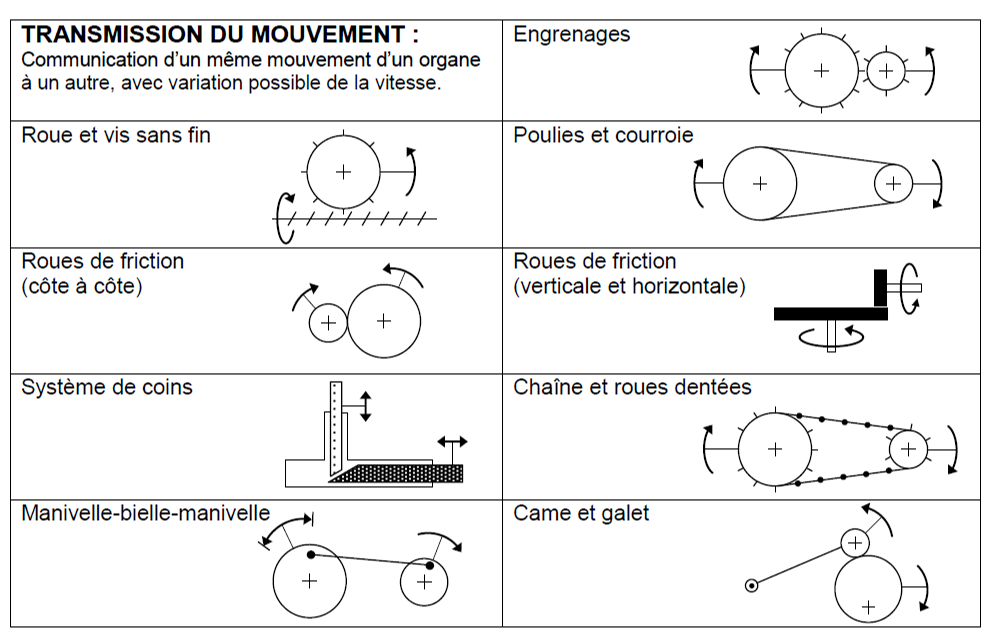 TRANSMISSION DU MOUVEMENT :
Communication d'un même mouvement d'un organe
à un autre, avec variation possible de la vitesse.
Engrenages
Roue et vis sans fin
Poulies et courroie
Roues de friction
(côte à côte)
Roues de friction
(verticale et horizontale)
Système de coins
Chaîne et roues dentées
Manivelle-bielle-manivelle
Came et galet